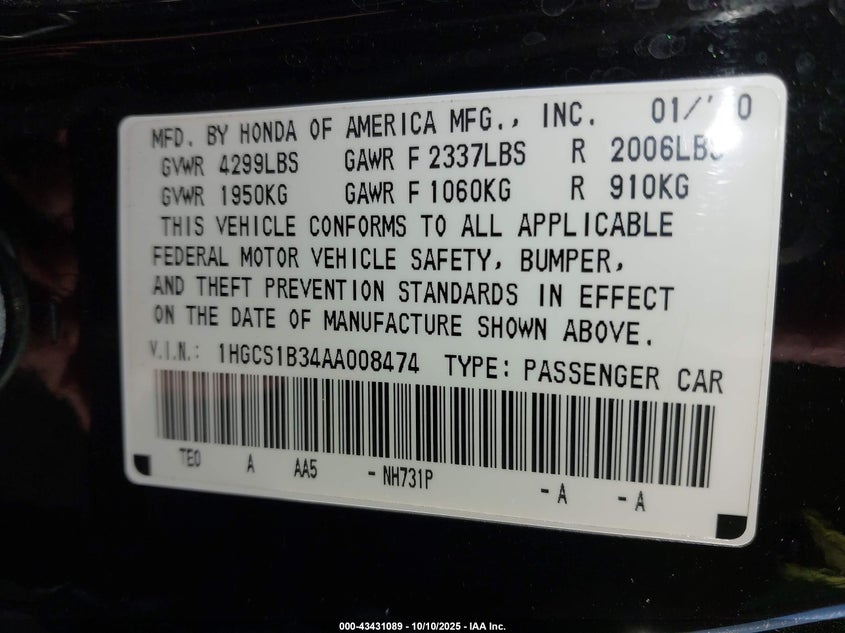 MFD. BY HONDA OF AMERICA MFG., INC. 01/10
GVWR 4299LBS GAWR F 2337LBS R 2006LBS
GVWR 1950KG GAWR F 1060KG R 910KG
THIS VEHICLE CONFORMS TO ALL APPLICABLE
FEDERAL MOTOR VEHICLE SAFETY, BUMPER,
AND THEFT PREVENTION STANDARDS IN EFFECT
ON THE DATE OF MANUFACTURE SHOWN ABOVE.
V.I.N.: 1HGCS1B34AA008474 TYPE: PASSENGER CAR
TE0 A AA5 - NH731P - A - A
000-43431089 - 10/10/2025 - IAA Inc.